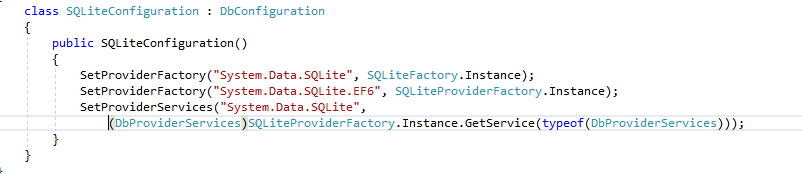 class SQLiteConfiguration : DbConfiguration
{
public SQLiteConfiguration()
{
SetProviderFactory("System.Data.SQLite", SQLiteFactory.Instance);
SetProviderFactory("System.Data.SQLite.EF6", SQLiteProviderFactory.Instance);
SetProviderServices("System.Data.SQLite",
(DbProviderServices)SQLiteProviderFactory.Instance.GetService(typeof(DbProviderServices)));
}
}